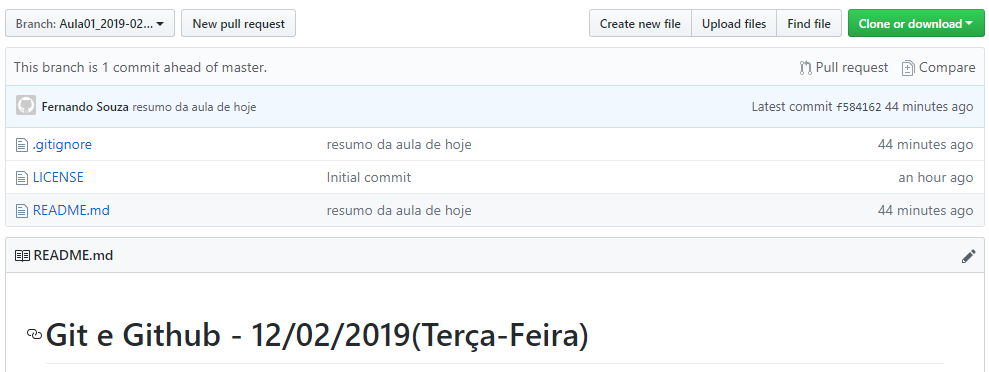 Branch: Aula01_2019-02... New pull request Create new file Upload files Find file Clone or download
This branch is 1 commit ahead of master. Pull request Compare
Fernando Souza resumo da aula de hoje Latest commit f584162 44 minutes ago
.gitignore resumo da aula de hoje 44 minutes ago
LICENSE Initial commit an hour ago
README.md resumo da aula de hoje 44 minutes ago
README.md
Git e Github - 12/02/2019(Terça-Feira)